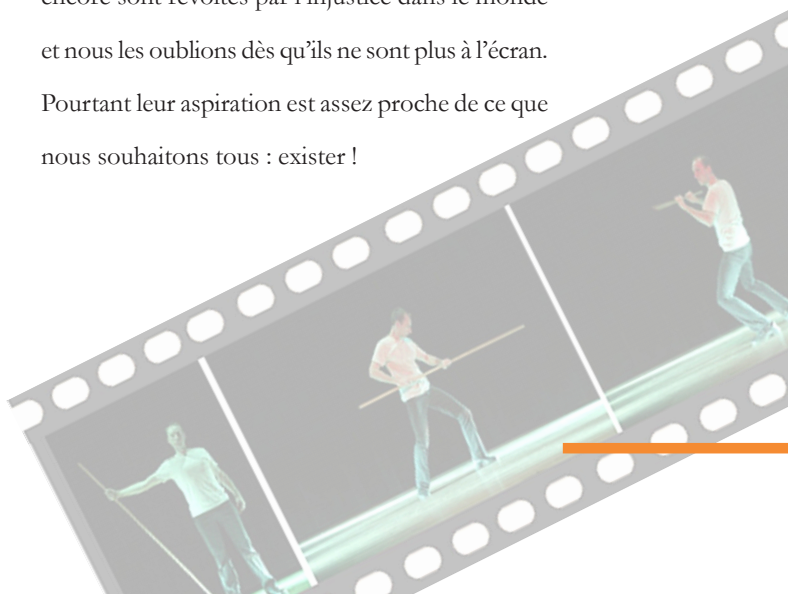 encore sont révoltés par l'injustice dans le monde
et nous les oublions dès qu'ils ne sont plus à l'écran.
Pourtant leur aspiration est assez proche de ce que
nous souhaitons tous : exister !